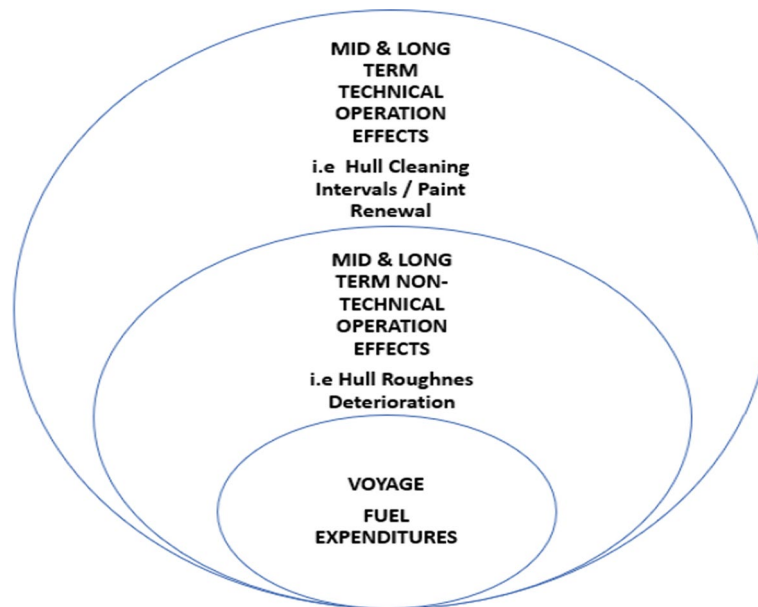 MID & LONG
TERM
TECHNICAL
OPERATION
EFFECTS
i.e Hull Cleaning
Intervals / Paint
Renewal
MID & LONG
TERM NON-
TECHNICAL
OPERATION
EFFECTS
i.e Hull Roughnes
Deterioration
VOYAGE
FUEL
EXPENDITURES